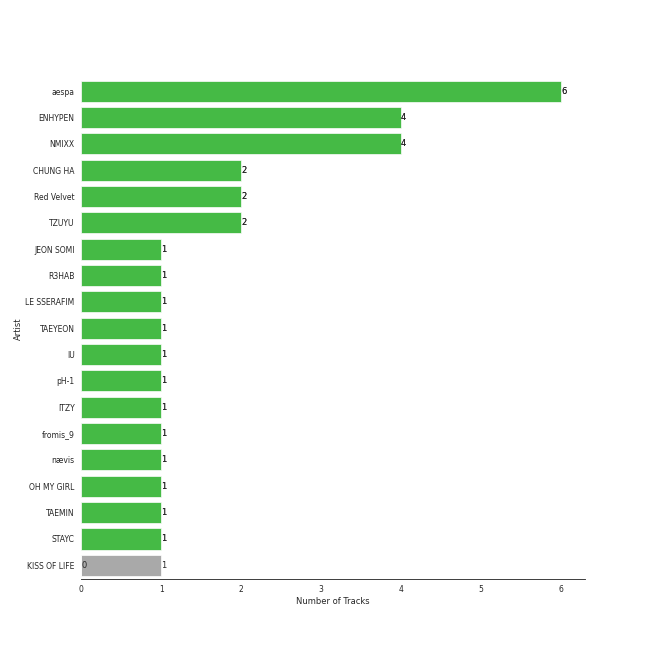 aespa 6
ENHYPEN 4
NMIXX 4
CHUNG HA 2
Red Velvet 2
TZUYU 2
JEON SOMI 1
R3HAB 1
LE SSERAFIM 1
TAEYEON 1
IU 1
pH-1 1
ITZY 1
fromis_9 1
nævis 1
OH MY GIRL 1
TAEMIN 1
STAYC 1
KISS OF LIFE 0 1
Artist
0 1 2 3 4 5 6
Number of Tracks